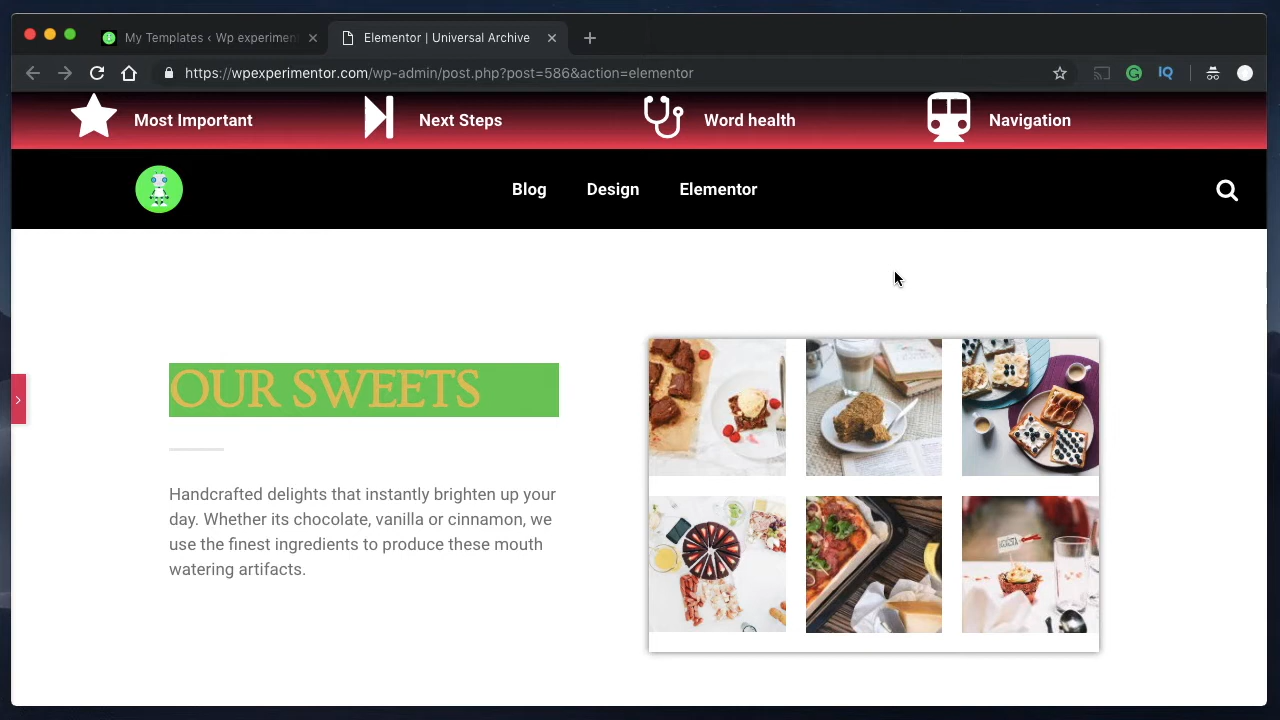 My Templates ‹ Wp experimen
Elementor | Universal Archive
https://wpexperimentor.com/wp-admin/post.php?post=586&action=elementor
IQ
Most Important
Next Steps
Word health
Navigation
Blog
Design
Elementor
OUR SWEETS
Handcrafted delights that instantly brighten up your
day. Whether its chocolate, vanilla or cinnamon, we
use the finest ingredients to produce these mouth
watering artifacts.